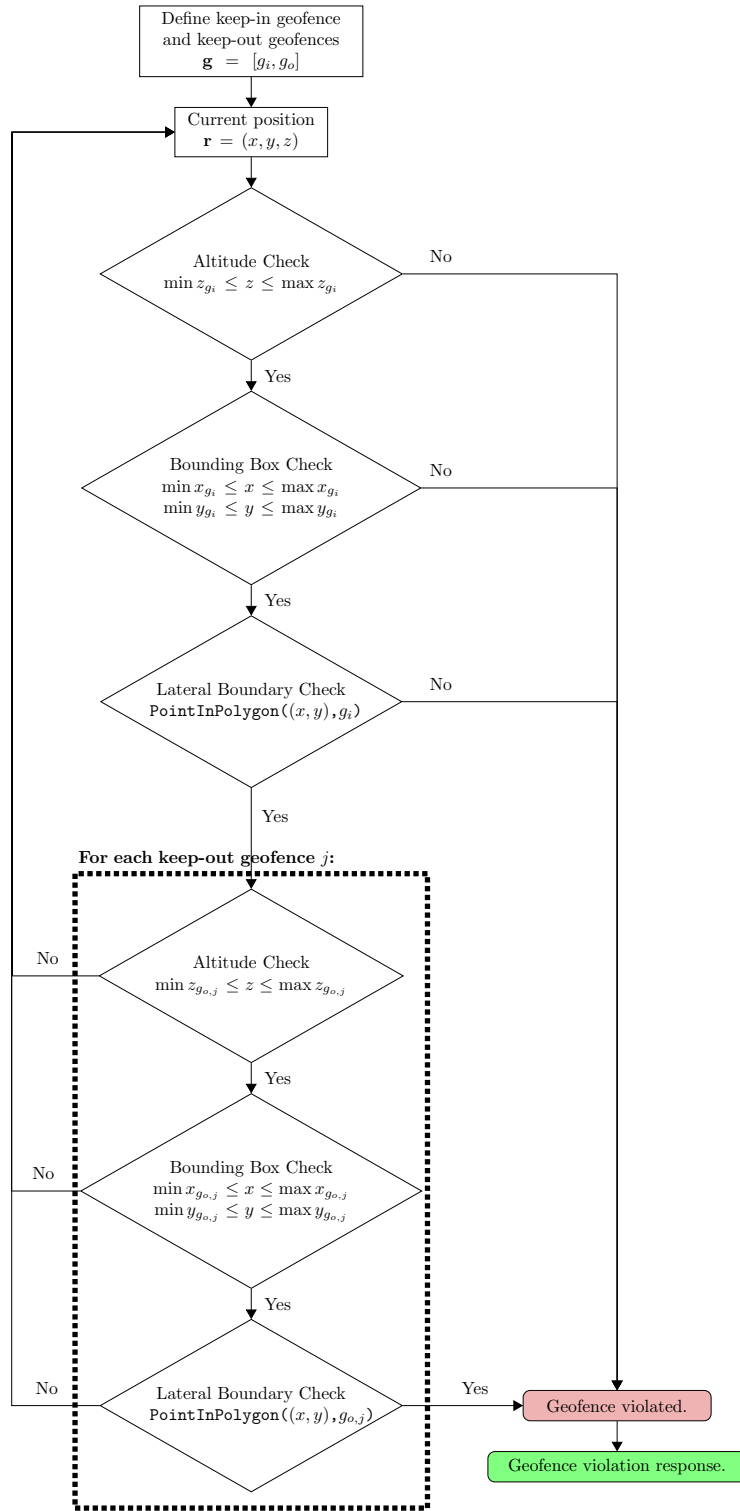 Define keep-in geofence
and keep-out geofences
g = [g_i, g_o]
Current position
r = (x, y, z)
Altitude Check
min z_{g_i} ≤ z ≤ max z_{g_i}
No
Yes
Bounding Box Check
min x_{g_i} ≤ x ≤ max x_{g_i}
min y_{g_i} ≤ y ≤ max y_{g_i}
No
Yes
Lateral Boundary Check
PointInPolygon((x, y),g_i)
No
Yes
For each keep-out geofence j:
Altitude Check
min z_{g_{o,j}} ≤ z ≤ max z_{g_{o,j}}
No
Yes
Bounding Box Check
min x_{g_{o,j}} ≤ x ≤ max x_{g_{o,j}}
min y_{g_{o,j}} ≤ y ≤ max y_{g_{o,j}}
No
Yes
Lateral Boundary Check
PointInPolygon((x, y),g_{o,j})
No
Yes
Geofence violated.
Geofence violation response.